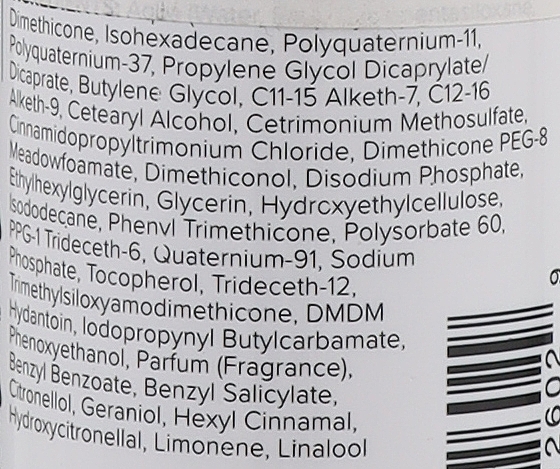 Dimethicone, Isohexadecane, Polyquaternium-11,
Polyquaternium-37, Propylene Glycol Dicaprylate/
Dicaprate, Butylene Glycol, C11-15 Alketh-7, C12-16
Alketh-9, Cetearyl Alcohol, Cetrimonium Methosulfate,
Cinnamidopropyltrimonium Chloride, Dimethicone PEG-8
Meadowfoamate, Dimethiconol, Disodium Phosphate,
Ethylhexylglycerin, Glycerin, Hydrcxyethylcellulose,
Isododecane, Phenvl Trimethicone, Polysorbate 60,
PPG-1 Trideceth-6, Quaternium-91, Sodium
Phosphate, Tocopherol, Trideceth-12,
Trimethylsiloxyamodimethicone, DMDM
Hydantoin, Iodopropynyl Butylcarbamate,
Phenoxyethanol, Parfum (Fragrance),
Benzyl Benzoate, Benzyl Salicylate,
Citronellol, Geraniol, Hexyl Cinnamal,
Hydroxycitronellal, Limonene, Linalool